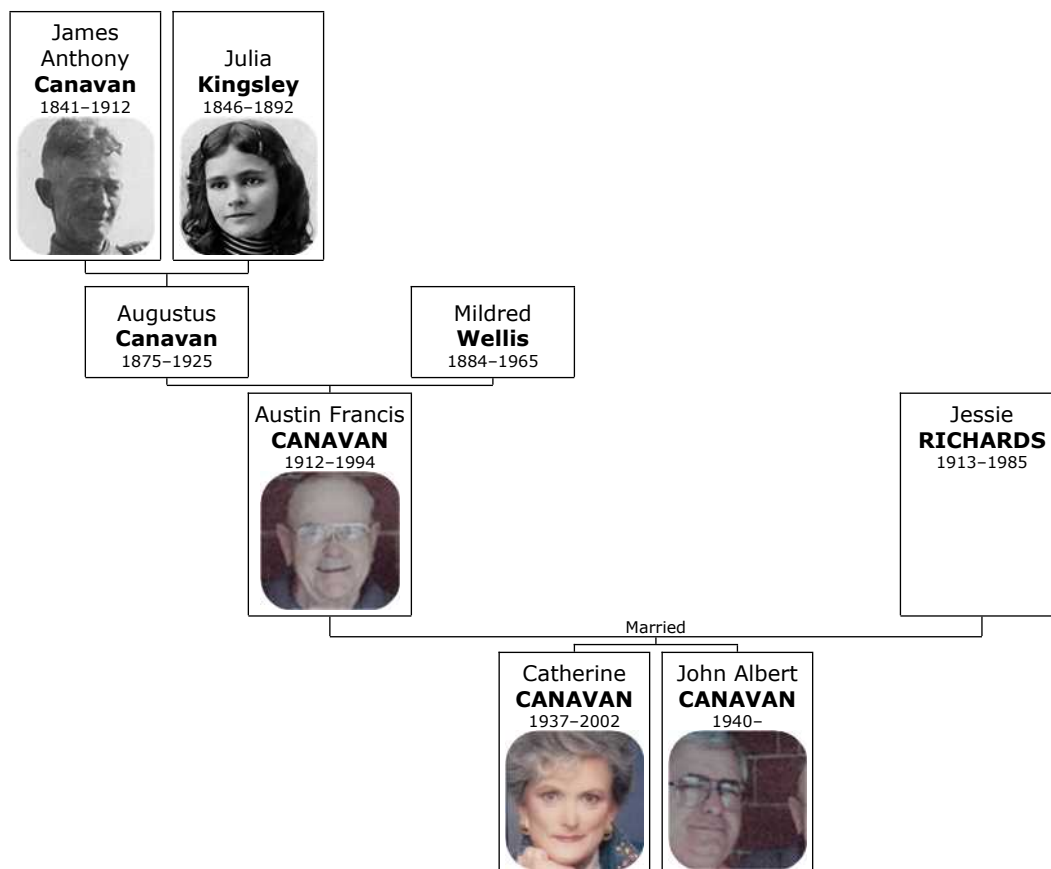 James
Anthony
Canavan
1841–1912
Julia
Kingsley
1846–1892
Augustus
Canavan
1875–1925
Mildred
Wellis
1884–1965
Austin Francis
CANAVAN
1912–1994
Jessie
RICHARDS
1913–1985
Married
Catherine
CANAVAN
1937–2002
John Albert
CANAVAN
1940–